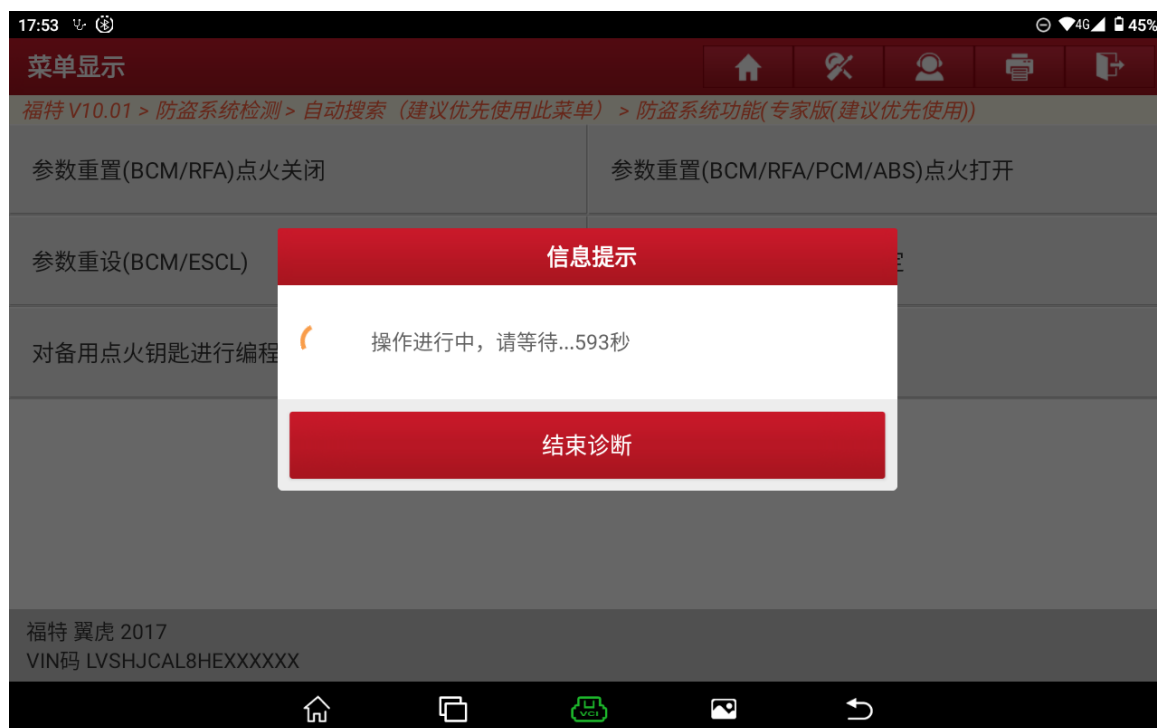 17:53
4G 45%
菜单显示
福特 V10.01 > 防盗系统检测 > 自动搜索（建议优先使用此菜单） > 防盗系统功能(专家版(建议优先使用))
参数重置(BCM/RFA)点火关闭
参数重置(BCM/RFA/PCM/ABS)点火打开
参数重设(BCM/ESCL)
信息提示
对备用点火钥匙进行编程
操作进行中，请等待...593秒
结束诊断
福特 翼虎 2017
VIN码 LVSHJCAL8HEXXXXXX
VCI